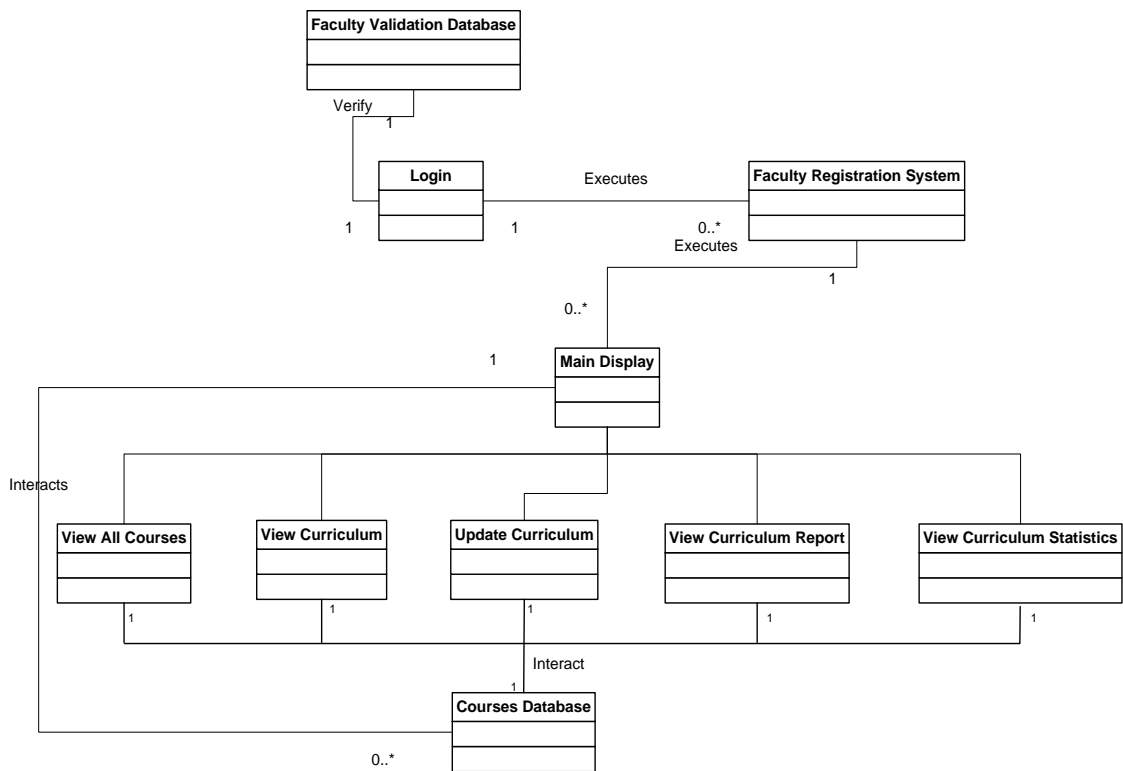 Faculty Validation Database
Verify
1
Login
Executes
Faculty Registration System
1
1
0..*
Executes
1
0..*
1
Main Display
Interacts
View All Courses
View Curriculum
Update Curriculum
View Curriculum Report
View Curriculum Statistics
1
1
1
1
1
Interact
1
Courses Database
0..*